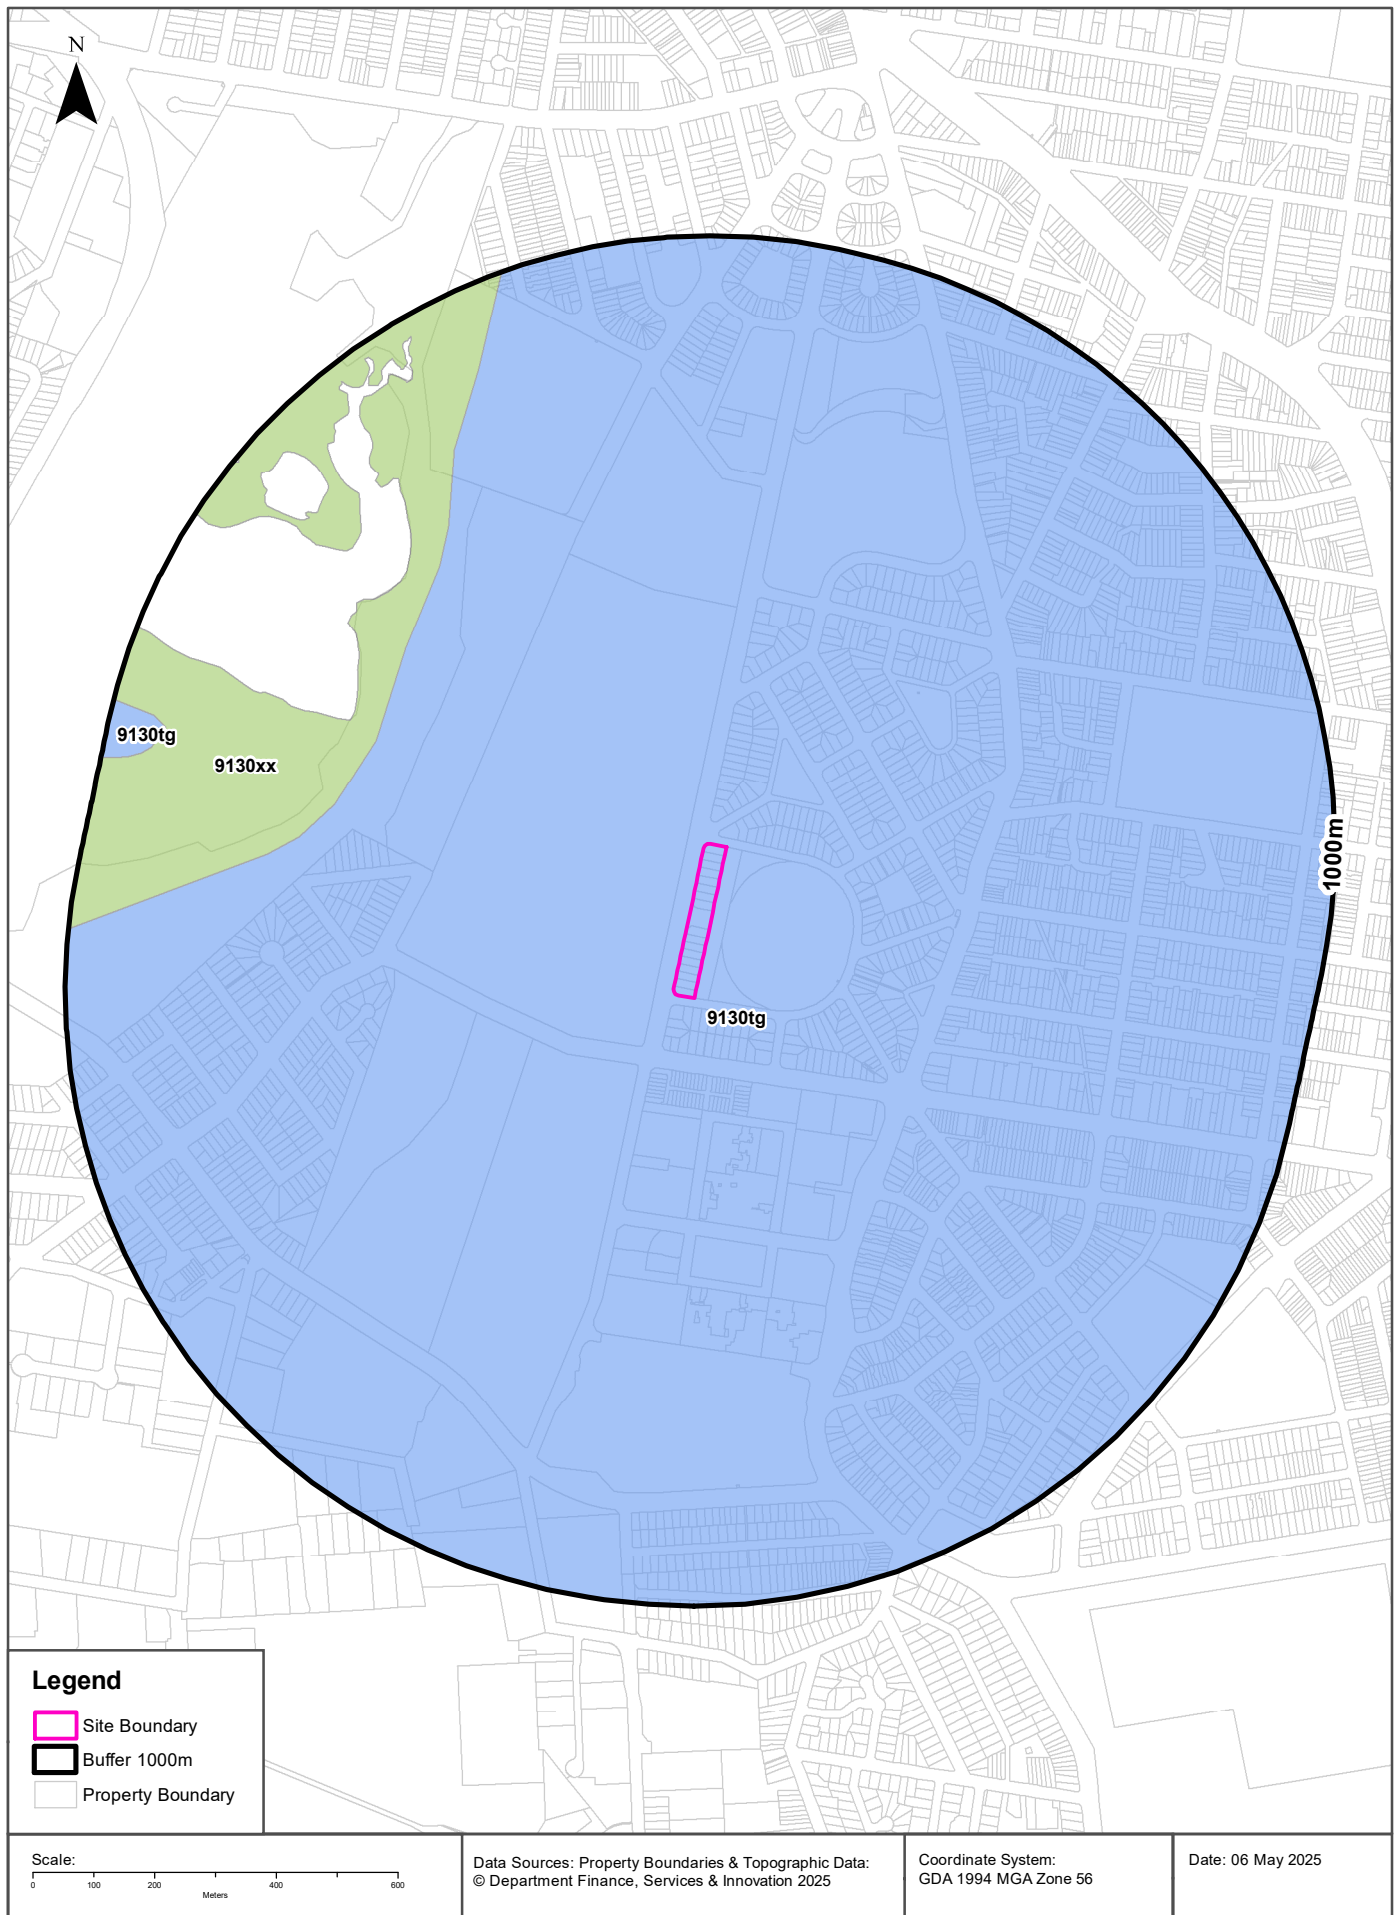 N
9130tg
9130xx
1000m
9130tg
Legend
Site Boundary
Buffer 1000m
Property Boundary
Scale:
0 100 200 400 600
Meters
Data Sources: Property Boundaries & Topographic Data:
© Department Finance, Services & Innovation 2025
Coordinate System:
GDA 1994 MGA Zone 56
Date: 06 May 2025